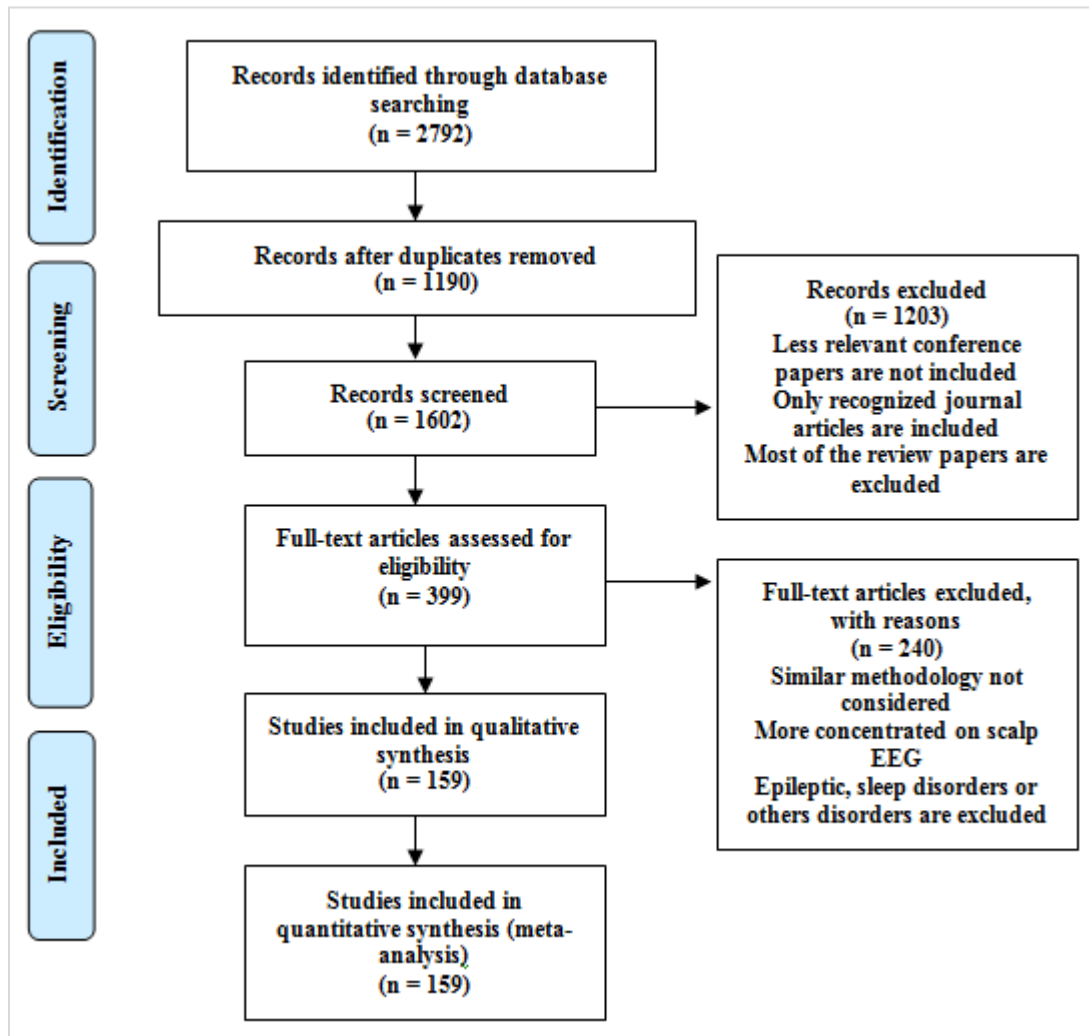 Identification
Records identified through database
searching
(n = 2792)
Records after duplicates removed
(n = 1190)
Screening
Records screened
(n = 1602)
Records excluded
(n = 1203)
Less relevant conference
papers are not included
Only recognized journal
articles are included
Most of the review papers are
excluded
Eligibility
Full-text articles assessed for
eligibility
(n = 399)
Full-text articles excluded,
with reasons
(n = 240)
Similar methodology not
considered
More concentrated on scalp
EEG
Epileptic, sleep disorders or
others disorders are excluded
Studies included in qualitative
synthesis
(n = 159)
Included
Studies included in
quantitative synthesis (meta-
analysis)
(n = 159)